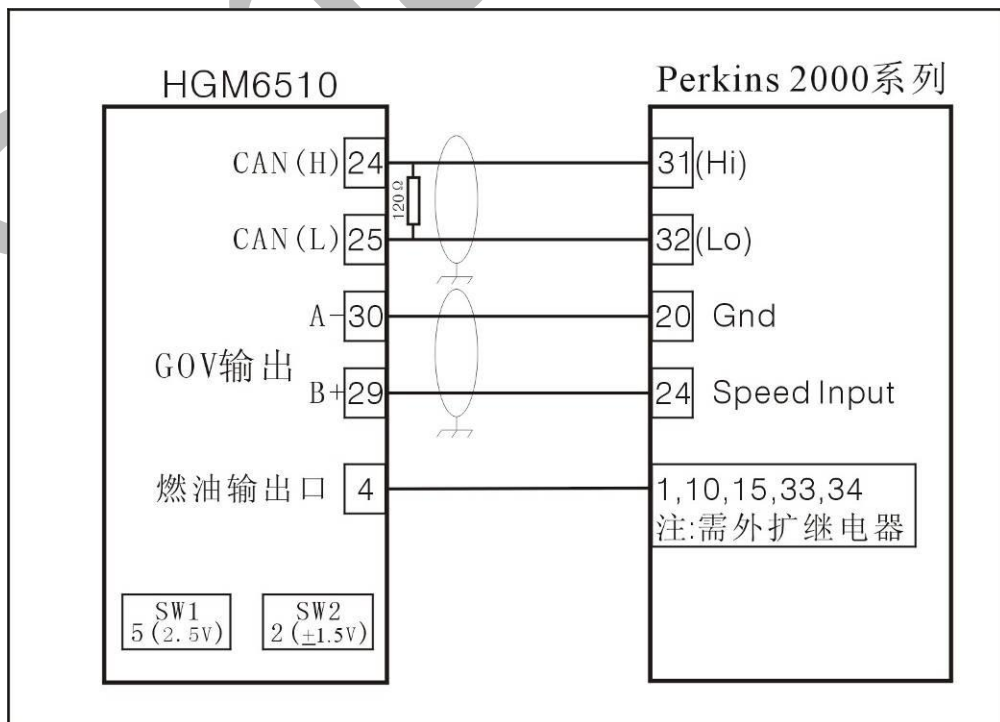 HGM6510
Perkins 2000系列
CAN(H) 24
31 (Hi)
120Ω
CAN(L) 25
32 (Lo)
A- 30
20 Gnd
GOV输出
B+ 29
24 Speed Input
燃油输出口 4
1,10,15,33,34
注:需外扩继电器
SW1
5(2.5V)
SW2
2(±1.5V)